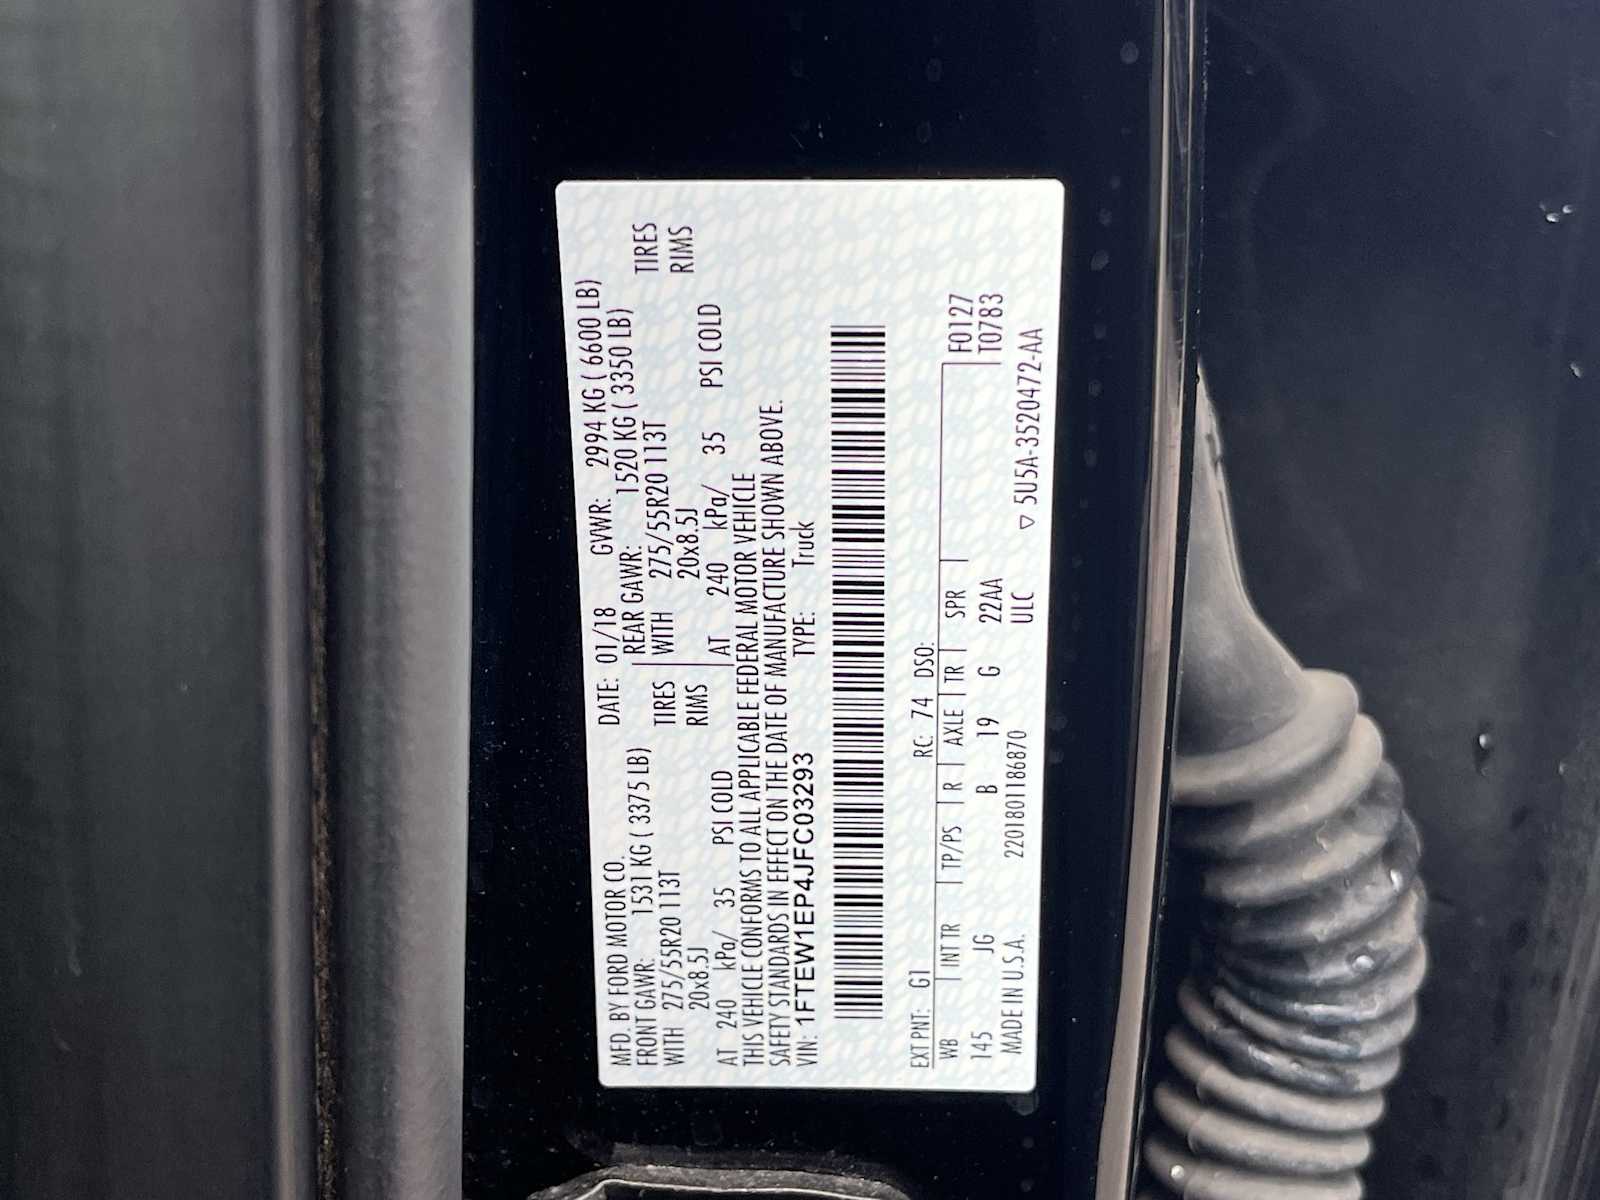 MFD. BY FORD MOTOR CO. DATE: 01/18 GVWR: 2994 KG ( 6600 LB)
FRONT GAWR: 1531 KG ( 3375 LB) REAR GAWR: 1520 KG ( 3350 LB)
WITH 275/55R20 113T TIRES WITH 275/55R20 113T TIRES
20x8.5J RIMS 20x8.5J RIMS
AT 240 kPa/ 35 PSI COLD AT 240 kPa/ 35 PSI COLD
THIS VEHICLE CONFORMS TO ALL APPLICABLE FEDERAL MOTOR VEHICLE
SAFETY STANDARDS IN EFFECT ON THE DATE OF MANUFACTURE SHOWN ABOVE.
VIN: 1FTEW1EP4JFC03293 TYPE: Truck
EXT PNT: G1 RC: 74 DSO: F0127
WB INT TR TP/PS R AXLE TR SPR T0783
145 JG B 19 G 22AA
MADE IN U.S.A. 2201801186870 ULC ▽ 5U5A-3520472-AA